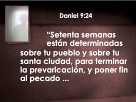 Daniel 9:24
“Setenta semanas
están determinadas
sobre tu pueblo y sobre tu
santa ciudad, para terminar
la prevaricación, y poner fin
al pecado ...